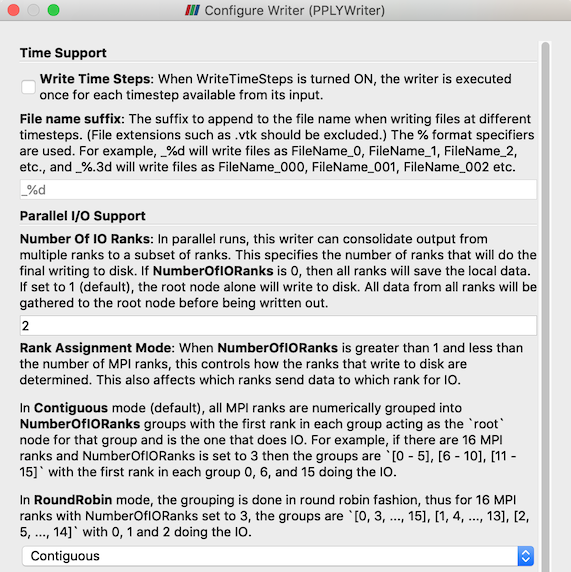 Configure Writer (PPLYWriter)
Time Support
Write Time Steps: When WriteTimeSteps is turned ON, the writer is executed
once for each timestep available from its input.
File name suffix: The suffix to append to the file name when writing files at different
timesteps. (File extensions such as .vtk should be excluded.) The % format specifiers
are used. For example, _%d will write files as FileName_0, FileName_1, FileName_2,
etc., and _%.3d will write files as FileName_000, FileName_001, FileName_002 etc.
_%d
Parallel I/O Support
Number Of IO Ranks: In parallel runs, this writer can consolidate output from
multiple ranks to a subset of ranks. This specifies the number of ranks that will do the
final writing to disk. If NumberOfIORanks is 0, then all ranks will save the local data.
If set to 1 (default), the root node alone will write to disk. All data from all ranks will be
gathered to the root node before being written out.
2
Rank Assignment Mode: When NumberOfIORanks is greater than 1 and less than
the number of MPI ranks, this controls how the ranks that write to disk are
determined. This also affects which ranks send data to which rank for IO.
In Contiguous mode (default), all MPI ranks are numerically grouped into
NumberOfIORanks groups with the first rank in each group acting as the `root`
node for that group and is the one that does IO. For example, if there are 16 MPI
ranks and NumberOfIORanks is set to 3 then the groups are `[0 - 5], [6 - 10], [11 -
15]` with the first rank in each group 0, 6, and 15 doing the IO.
In RoundRobin mode, the grouping is done in round robin fashion, thus for 16 MPI
ranks with NumberOfIORanks set to 3, the groups are `[0, 3, ..., 15], [1, 4, ..., 13], [2,
5, ..., 14]` with 0, 1 and 2 doing the IO.
Contiguous